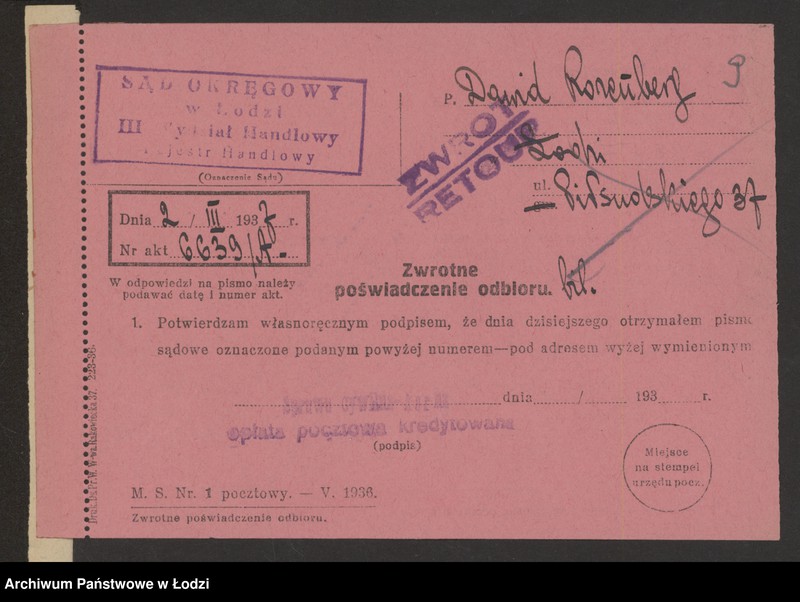 SĄD OKRĘGOWY
w Łodzi
III Wydział Handlowy
Rejestr Handlowy
(Oznaczenie Sądu)
P. Dawid Rozenberg
9
ZWROT
RETOUR
Łodzi
ul. Piłsudskiego 37
Dnia 2 / III 1937 r.
Nr akt 6639/A-
W odpowiedzi na pismo należy
podawać datę i numer akt.
Zwrotne
poświadczenie odbioru. bil.
1. Potwierdzam własnoręcznym podpisem, że dnia dzisiejszego otrzymałem pismo
sądowe oznaczone podanym powyżej numerem—pod adresem wyżej wymienionym
dnia / 193 r.
opłata pocztowa kredytowana
(podpis)
Miejsce
na stempel
urzędu pocz.
M. S. Nr. 1 pocztowy. — V. 1936.
Zwrotne poświadczenie odbioru.
Archiwum Państwowe w Łodzi